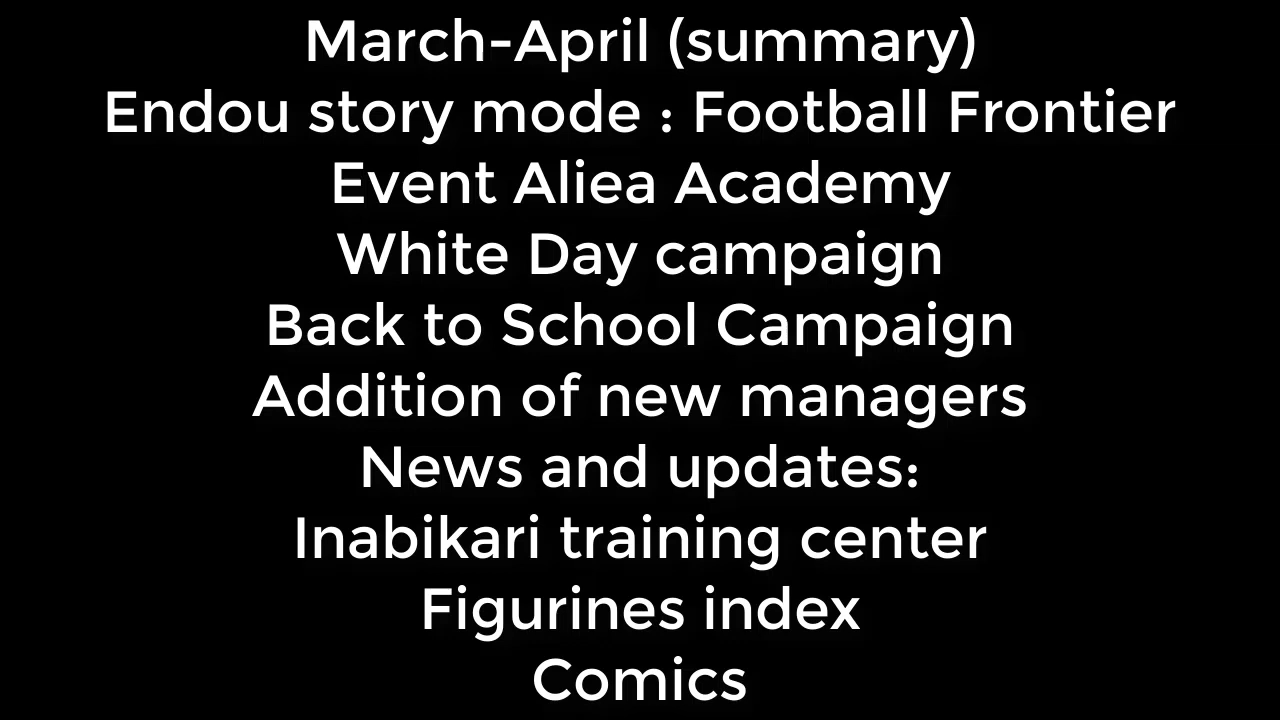 March-April (summary)
Endou story mode : Football Frontier
Event Aliea Academy
White Day campaign
Back to School Campaign
Addition of new managers
News and updates:
Inabikari training center
Figurines index
Comics